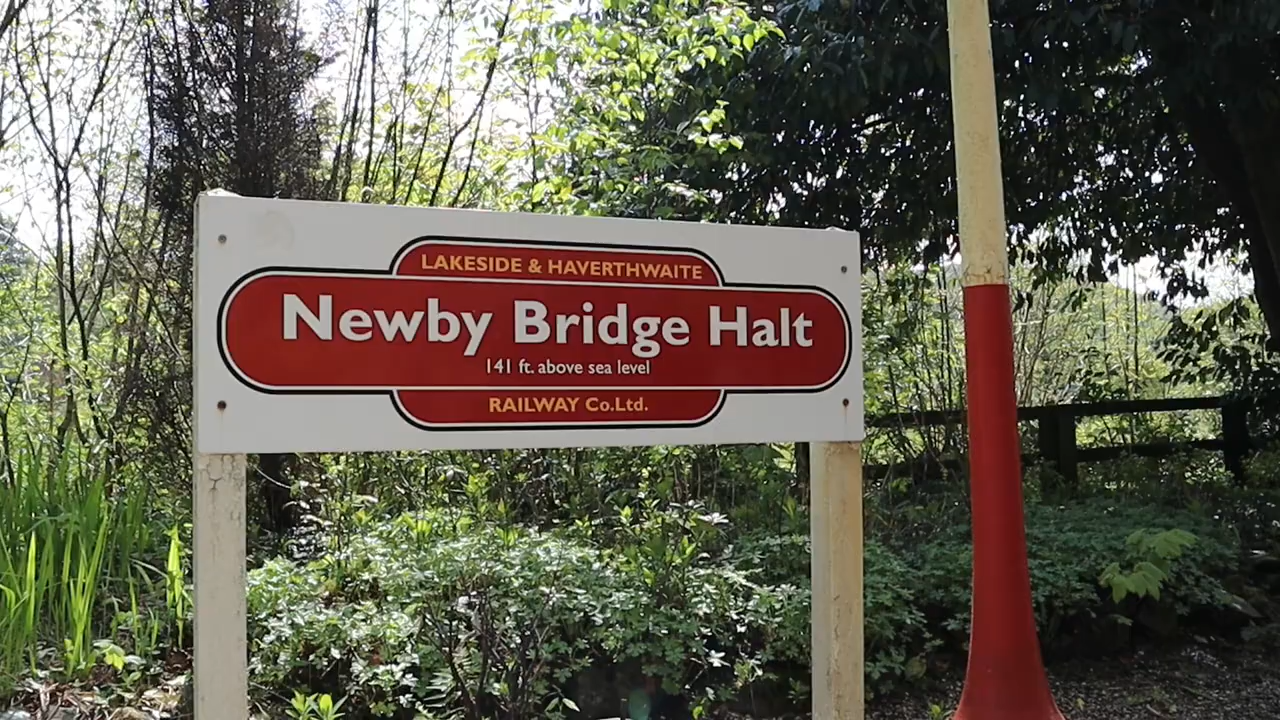 LAKESIDE & HAVERTHWAITE
Newby Bridge Halt
141 ft. above sea level
RAILWAY Co.Ltd.